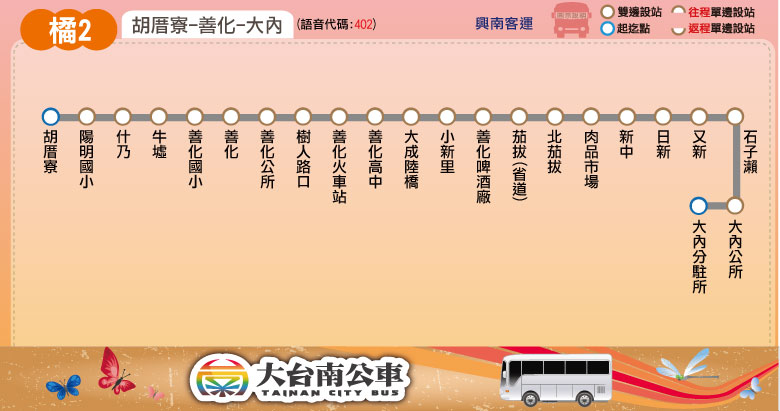 橘2
胡厝寮-善化-大內
(語音代碼:402)
興南客運
雙邊設站
往程單邊設站
起迄點
返程單邊設站
胡厝寮
陽明國小
什乃
牛墟
善化國小
善化
善化公所
樹人路口
善化火車站
善化高中
大成陸橋
小新里
善化啤酒廠
茄拔(省道)
北茄拔
肉品市場
新中
日新
又新
石子瀨
大內公所
大內分駐所
大台南公車
TAINAN CITY BUS